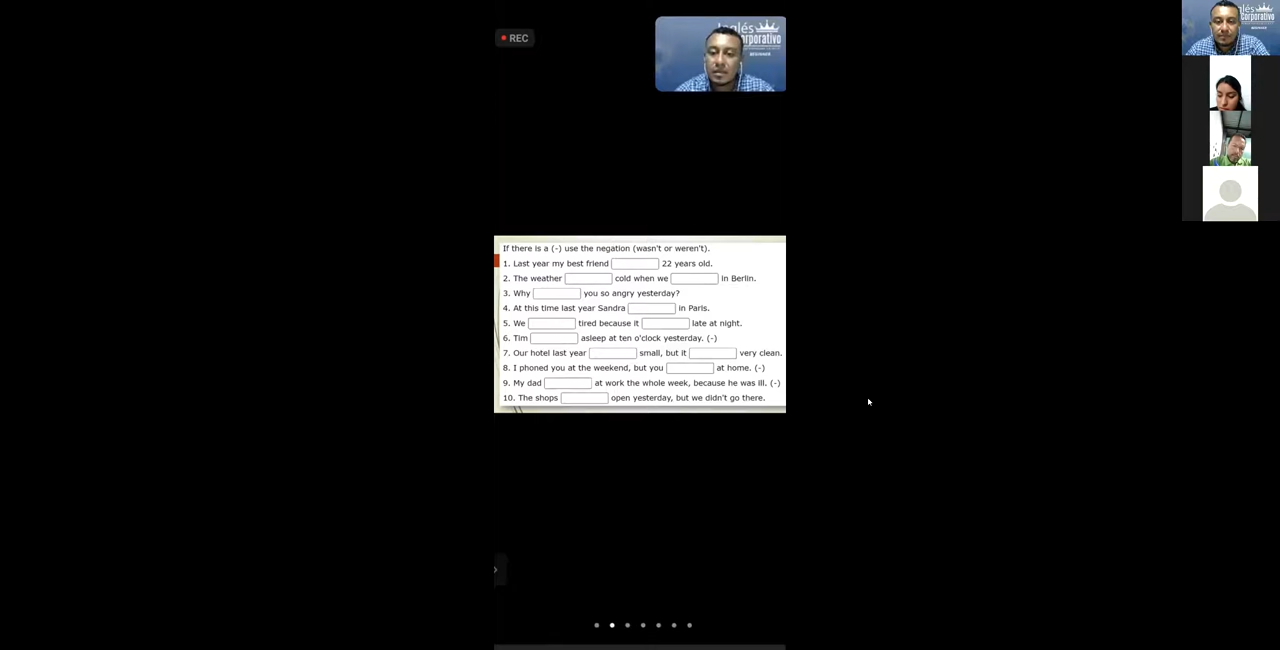 REC
Inglés
Corporativo
BEGINNER
glés
Corporativo
If there is a (-) use the negation (wasn't or weren't).
1. Last year my best friend 22 years old.
2. The weather cold when we in Berlin.
3. Why you so angry yesterday?
4. At this time last year Sandra in Paris.
5. We tired because it late at night.
6. Tim asleep at ten o'clock yesterday. (-)
7. Our hotel last year small, but it very clean.
8. I phoned you at the weekend, but you at home. (-)
9. My dad at work the whole week, because he was ill. (-)
10. The shops open yesterday, but we didn't go there.